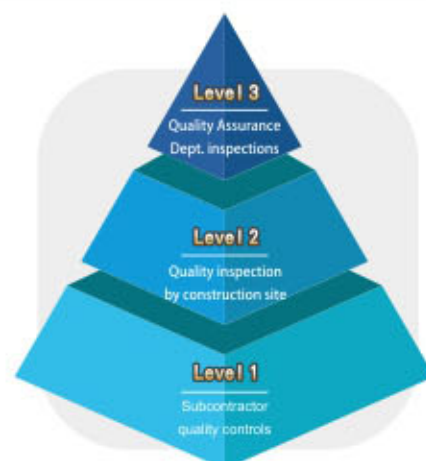 Level 3
Quality Assurance
Dept. inspections
Level 2
Quality inspection
by construction site
Level 1
Subcontractor
quality controls